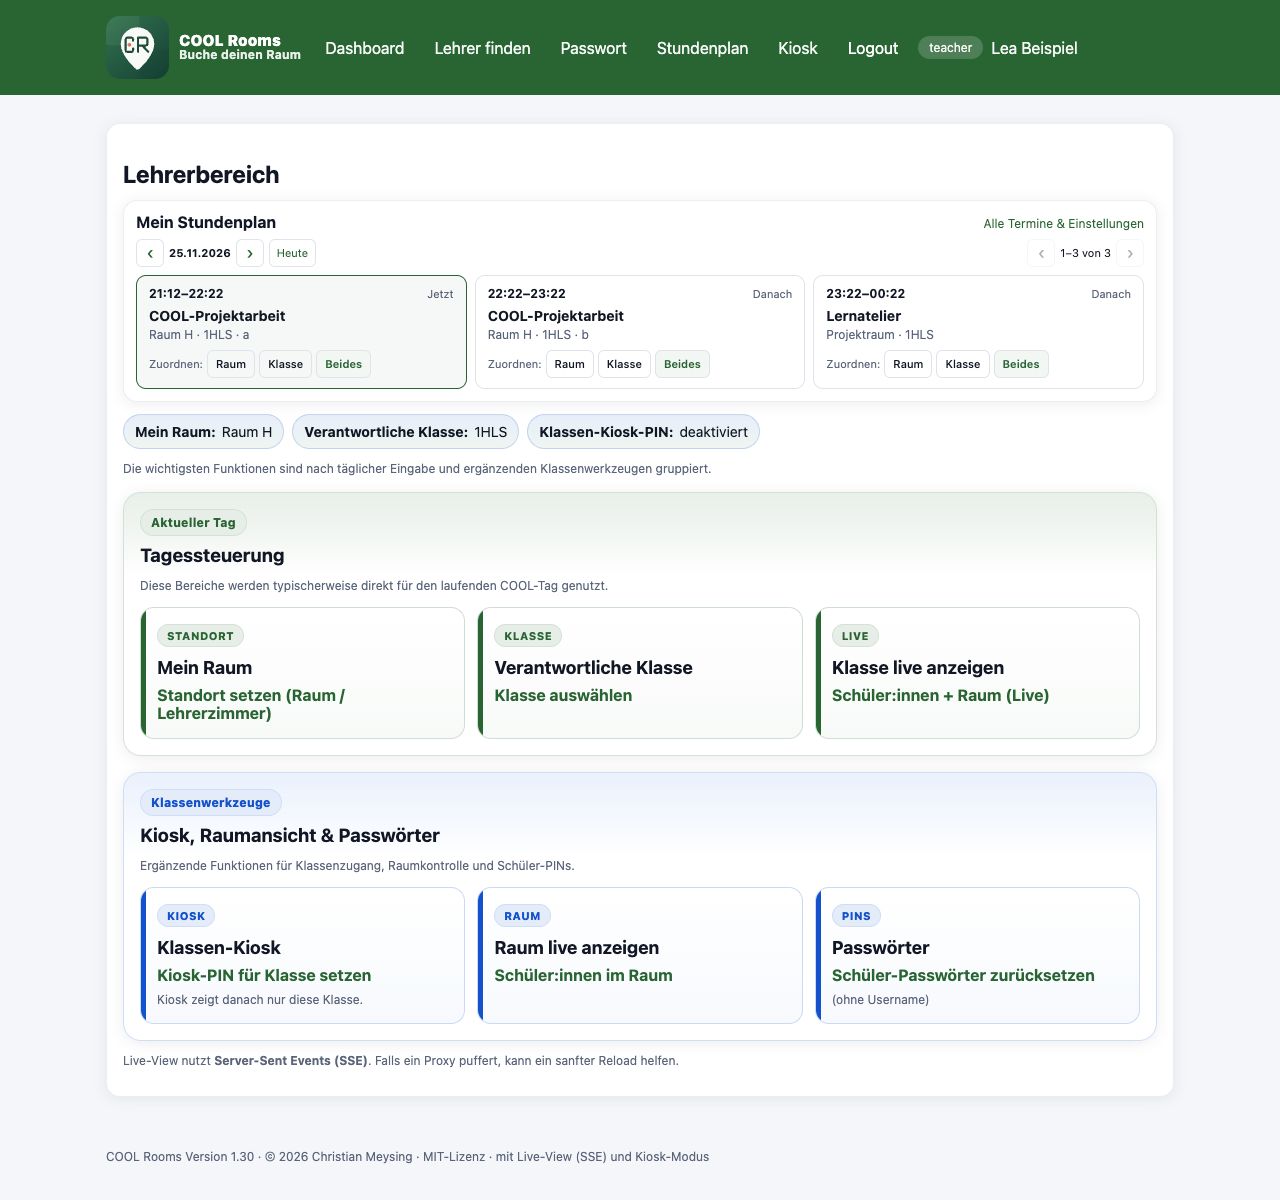 CR
COOL Rooms
Buche deinen Raum
Dashboard Lehrer finden Passwort Stundenplan Kiosk Logout teacher Lea Beispiel
Lehrerbereich
Mein Stundenplan Alle Termine & Einstellungen
‹ 25.11.2026 › Heute ‹ 1–3 von 3 ›
21:12–22:22 Jetzt
COOL-Projektarbeit
Raum H · 1HLS · a
Zuordnen: Raum Klasse Beides
22:22–23:22 Danach
COOL-Projektarbeit
Raum H · 1HLS · b
Zuordnen: Raum Klasse Beides
23:22–00:22 Danach
Lernatelier
Projektraum · 1HLS
Zuordnen: Raum Klasse Beides
Mein Raum: Raum H Verantwortliche Klasse: 1HLS Klassen-Kiosk-PIN: deaktiviert
Die wichtigsten Funktionen sind nach täglicher Eingabe und ergänzenden Klassenwerkzeugen gruppiert.
Aktueller Tag
Tagessteuerung
Diese Bereiche werden typischerweise direkt für den laufenden COOL-Tag genutzt.
STANDORT
Mein Raum
Standort setzen (Raum /
Lehrerzimmer)
KLASSE
Verantwortliche Klasse
Klasse auswählen
LIVE
Klasse live anzeigen
Schüler:innen + Raum (Live)
Klassenwerkzeuge
Kiosk, Raumansicht & Passwörter
Ergänzende Funktionen für Klassenzugang, Raumkontrolle und Schüler-PINs.
KIOSK
Klassen-Kiosk
Kiosk-PIN für Klasse setzen
Kiosk zeigt danach nur diese Klasse.
RAUM
Raum live anzeigen
Schüler:innen im Raum
PINS
Passwörter
Schüler-Passwörter zurücksetzen
(ohne Username)
Live-View nutzt Server-Sent Events (SSE). Falls ein Proxy puffert, kann ein sanfter Reload helfen.
COOL Rooms Version 1.30 · © 2026 Christian Meysing · MIT-Lizenz · mit Live-View (SSE) und Kiosk-Modus